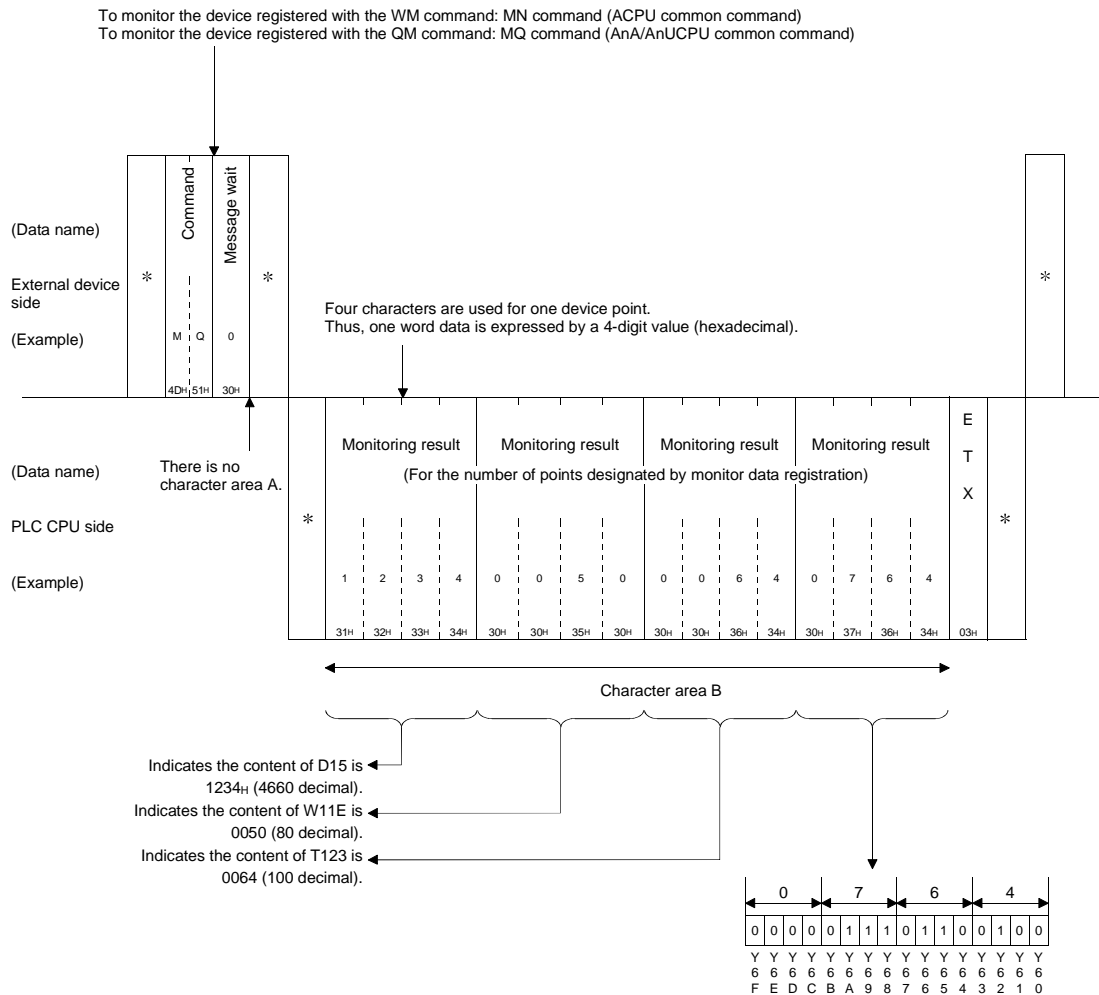 To monitor the device registered with the WM command: MN command (ACPU common command)
To monitor the device registered with the QM command: MQ command (AnA/AnUCPU common command)
(Data name)
External device
side
(Example)
*
Command
Message wait
*
*
M Q 0
4DH 51H 30H
Four characters are used for one device point.
Thus, one word data is expressed by a 4-digit value (hexadecimal).
There is no
character area A.
(Data name)
PLC CPU side
(Example)
*
Monitoring result Monitoring result Monitoring result Monitoring result
(For the number of points designated by monitor data registration)
E
T
X
*
1 2 3 4 0 0 5 0 0 0 6 4 0 7 6 4
31H 32H 33H 34H 30H 30H 35H 30H 30H 30H 36H 34H 30H 37H 36H 34H 03H
Character area B
Indicates the content of D15 is
1234H (4660 decimal).
Indicates the content of W11E is
0050 (80 decimal).
Indicates the content of T123 is
0064 (100 decimal).
0 7 6 4
0 0 0 0 0 1 1 1 0 1 1 0 0 1 0 0
Y Y Y Y Y Y Y Y Y Y Y Y Y Y Y Y
6 6 6 6 6 6 6 6 6 6 6 6 6 6 6 6
F E D C B A 9 8 7 6 5 4 3 2 1 0